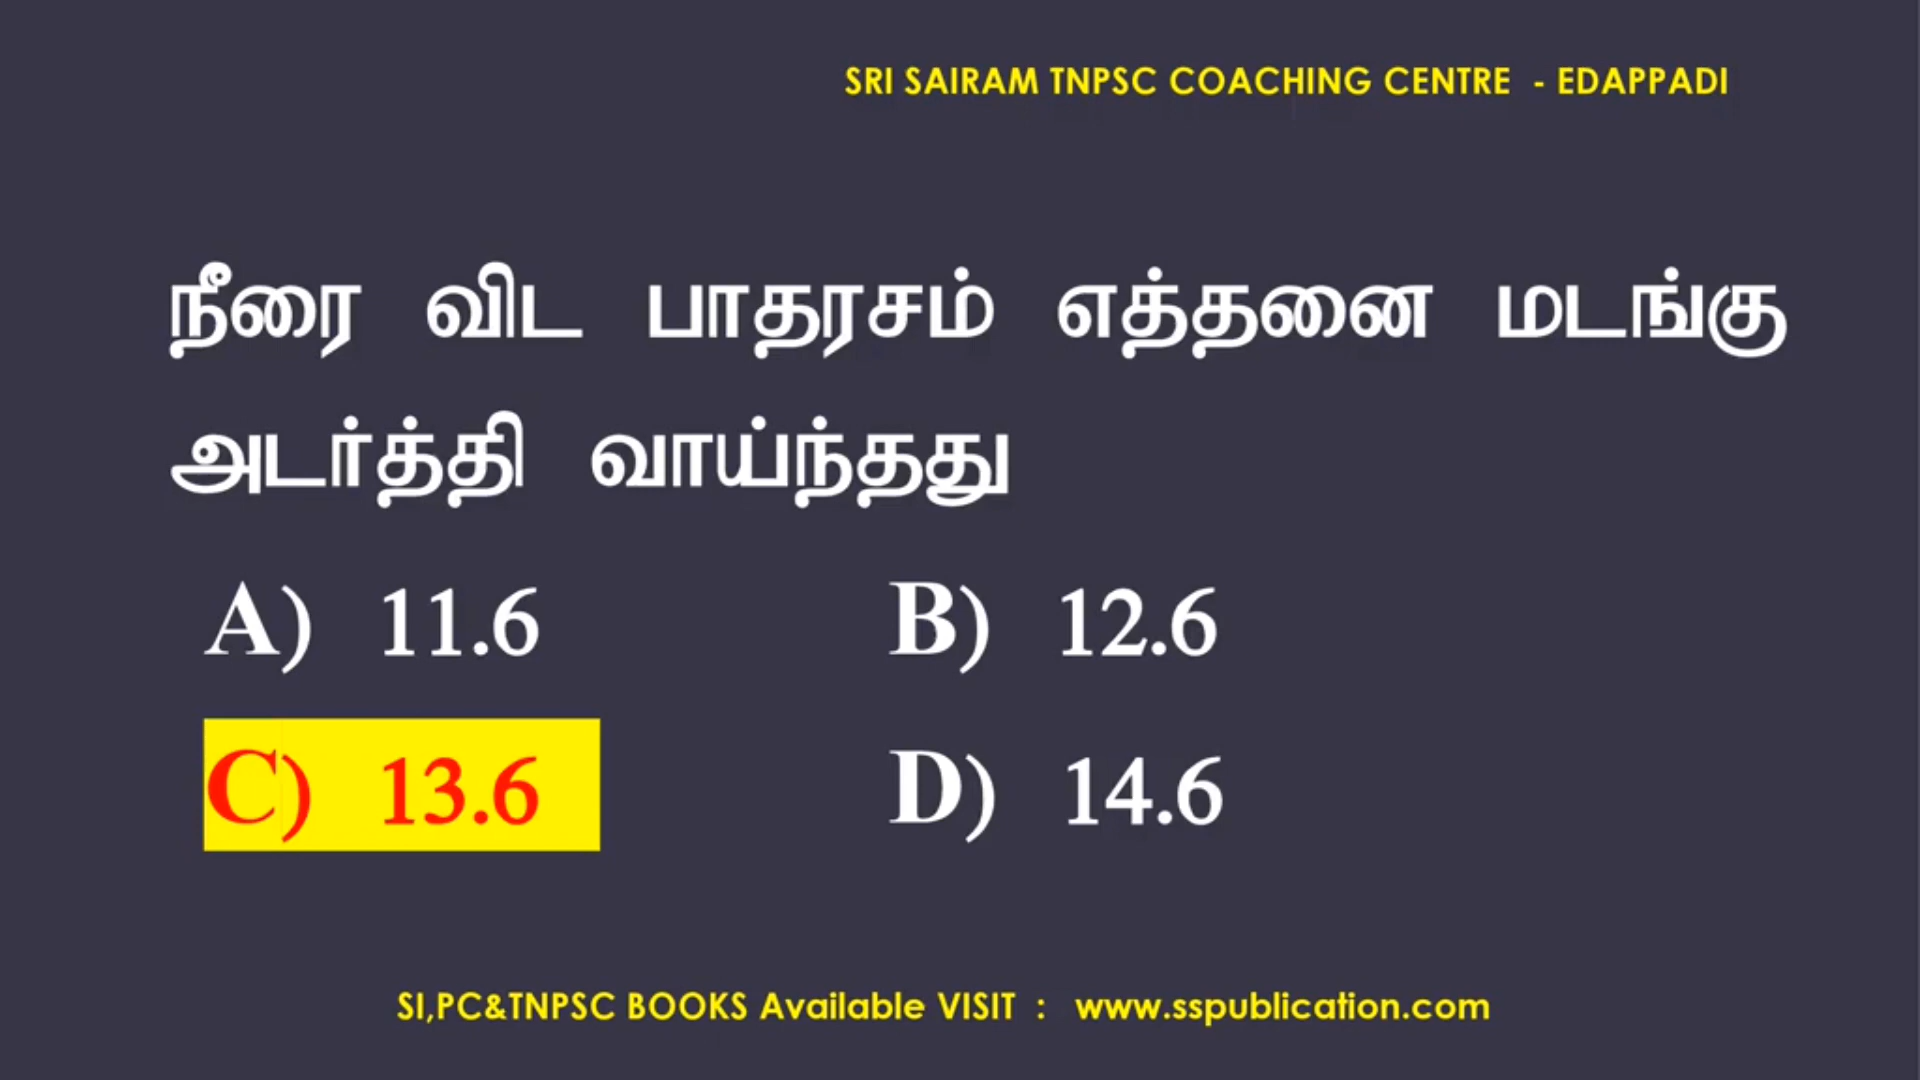 SRI SAIRAM TNPSC COACHING CENTRE - EDAPPADI
நீரை விட பாதரசம் எத்தனை மடங்கு
அடர்த்தி வாய்ந்தது
A) 11.6 B) 12.6
C) 13.6 D) 14.6
SI,PC&TNPSC BOOKS Available VISIT : www.sspublication.com